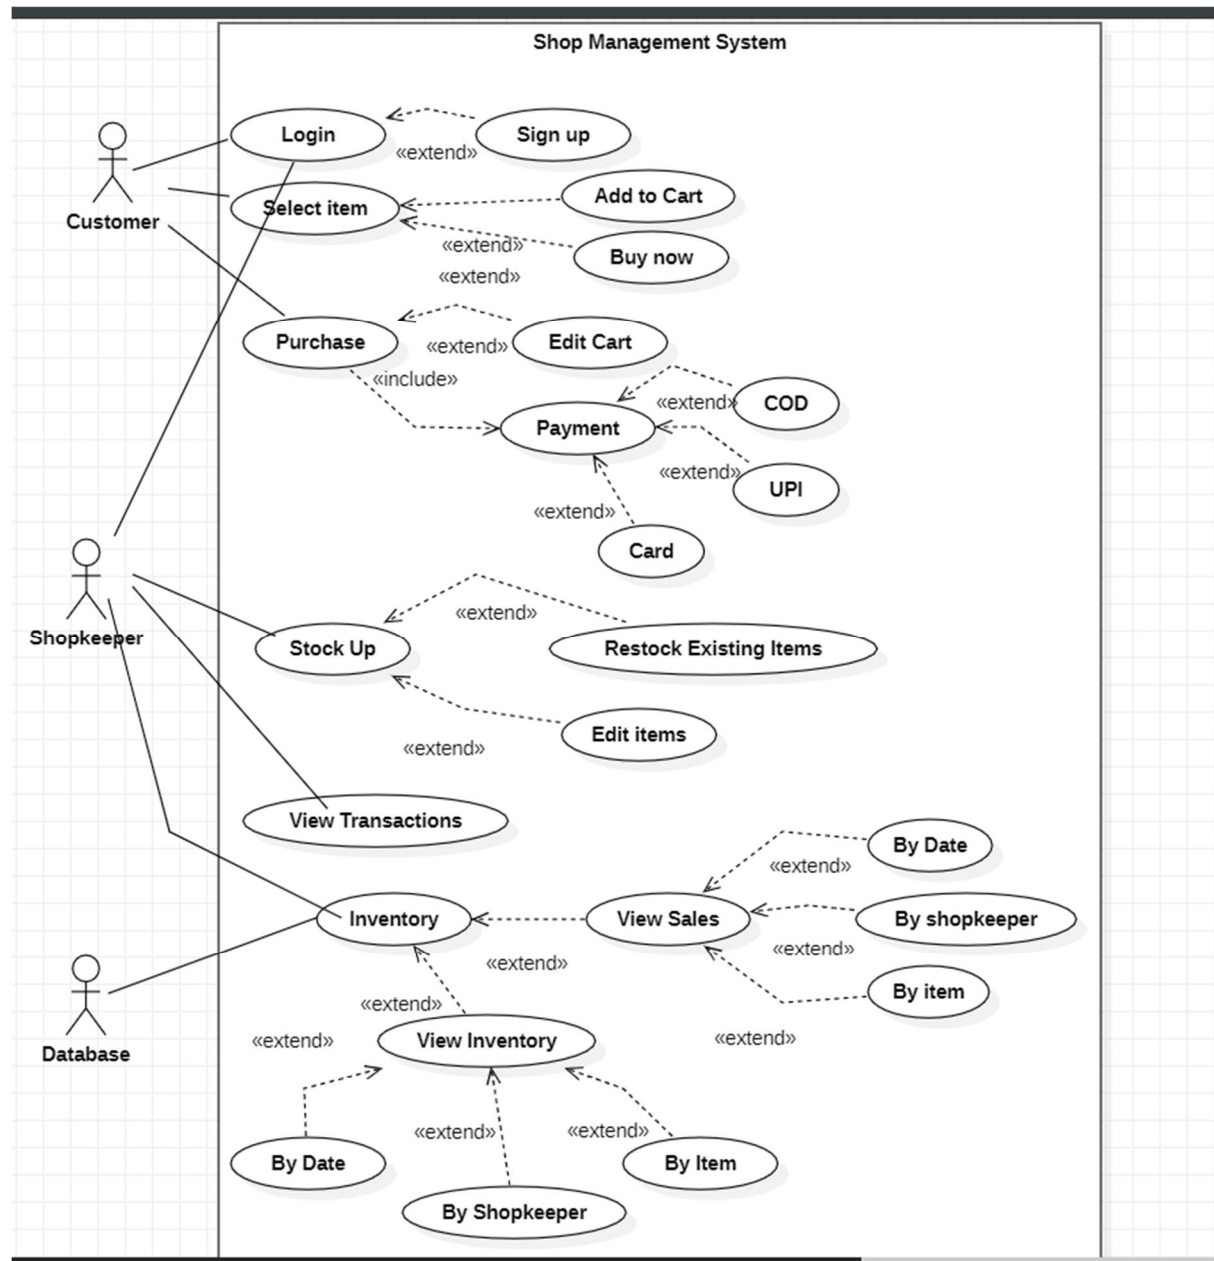 Shop Management System
Login
Sign up
«extend»
Customer
Select item
Add to Cart
«extend»
Buy now
«extend»
Purchase
«extend»
Edit Cart
«include»
Payment
«extend»
COD
«extend»
UPI
«extend»
Card
Shopkeeper
«extend»
Stock Up
Restock Existing Items
Edit items
«extend»
View Transactions
By Date
«extend»
Inventory
View Sales
By shopkeeper
«extend»
«extend»
By item
«extend»
«extend»
«extend»
View Inventory
Database
«extend»
«extend»
By Date
By Item
By Shopkeeper